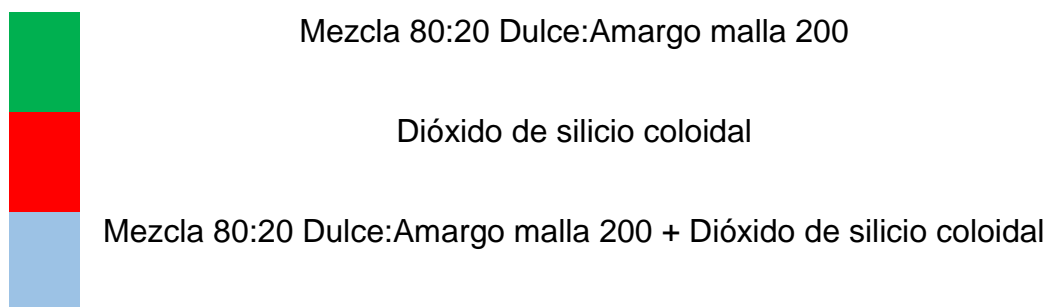 Mezcla 80:20 Dulce:Amargo malla 200
Dióxido de silicio coloidal
Mezcla 80:20 Dulce:Amargo malla 200 + Dióxido de silicio coloidal